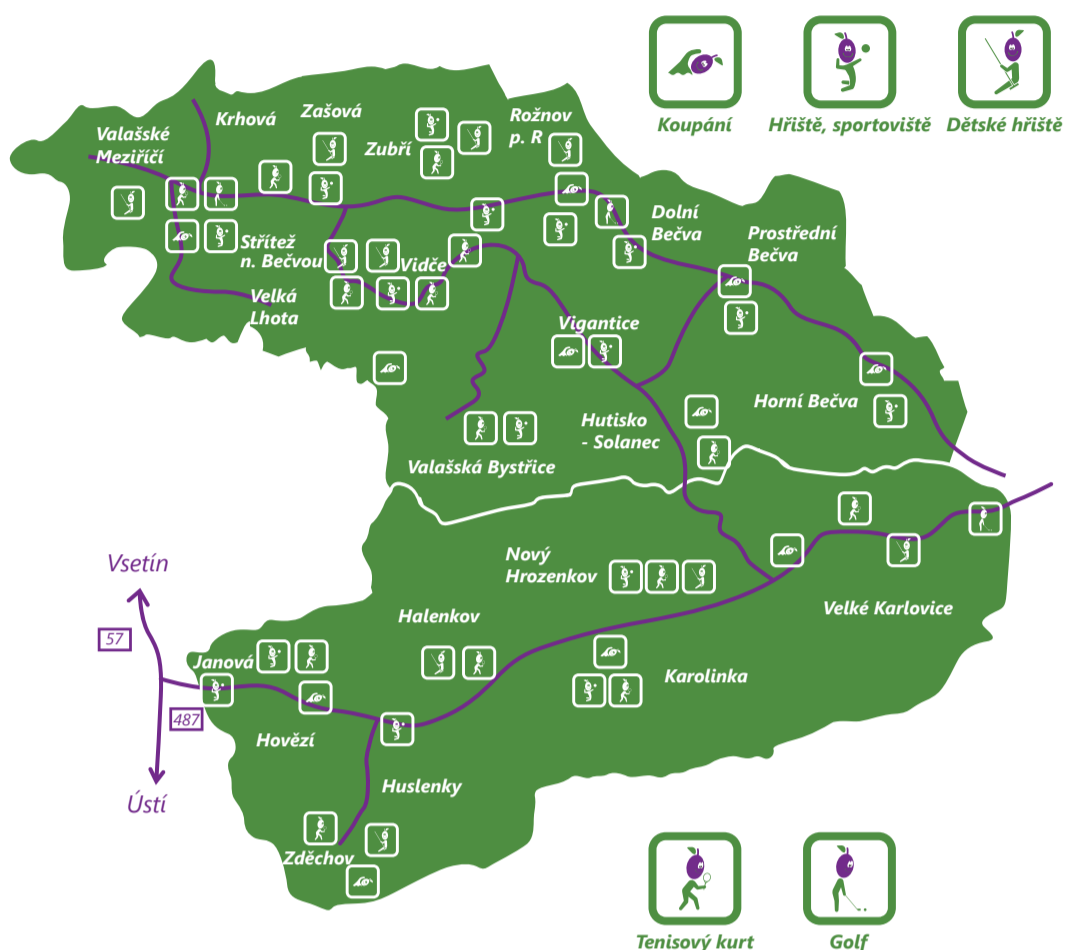 Koupání
Hřiště, sportoviště
Dětské hřiště
Valašské
Meziříčí
Krhová
Zašová
Zubří
Rožnov
p. R
Dolní
Bečva
Prostřední
Bečva
Střítež
n. Bečvou
Vidče
Velká
Lhota
Vigantice
Horní Bečva
Hutisko
- Solanec
Valašská Bystřice
Nový
Hrozenkov
Vsetín
57
Halenkov
Velké Karlovice
Janová
Karolinka
487
Hovězí
Huslenky
Ústí
Zděchov
Tenisový kurt
Golf